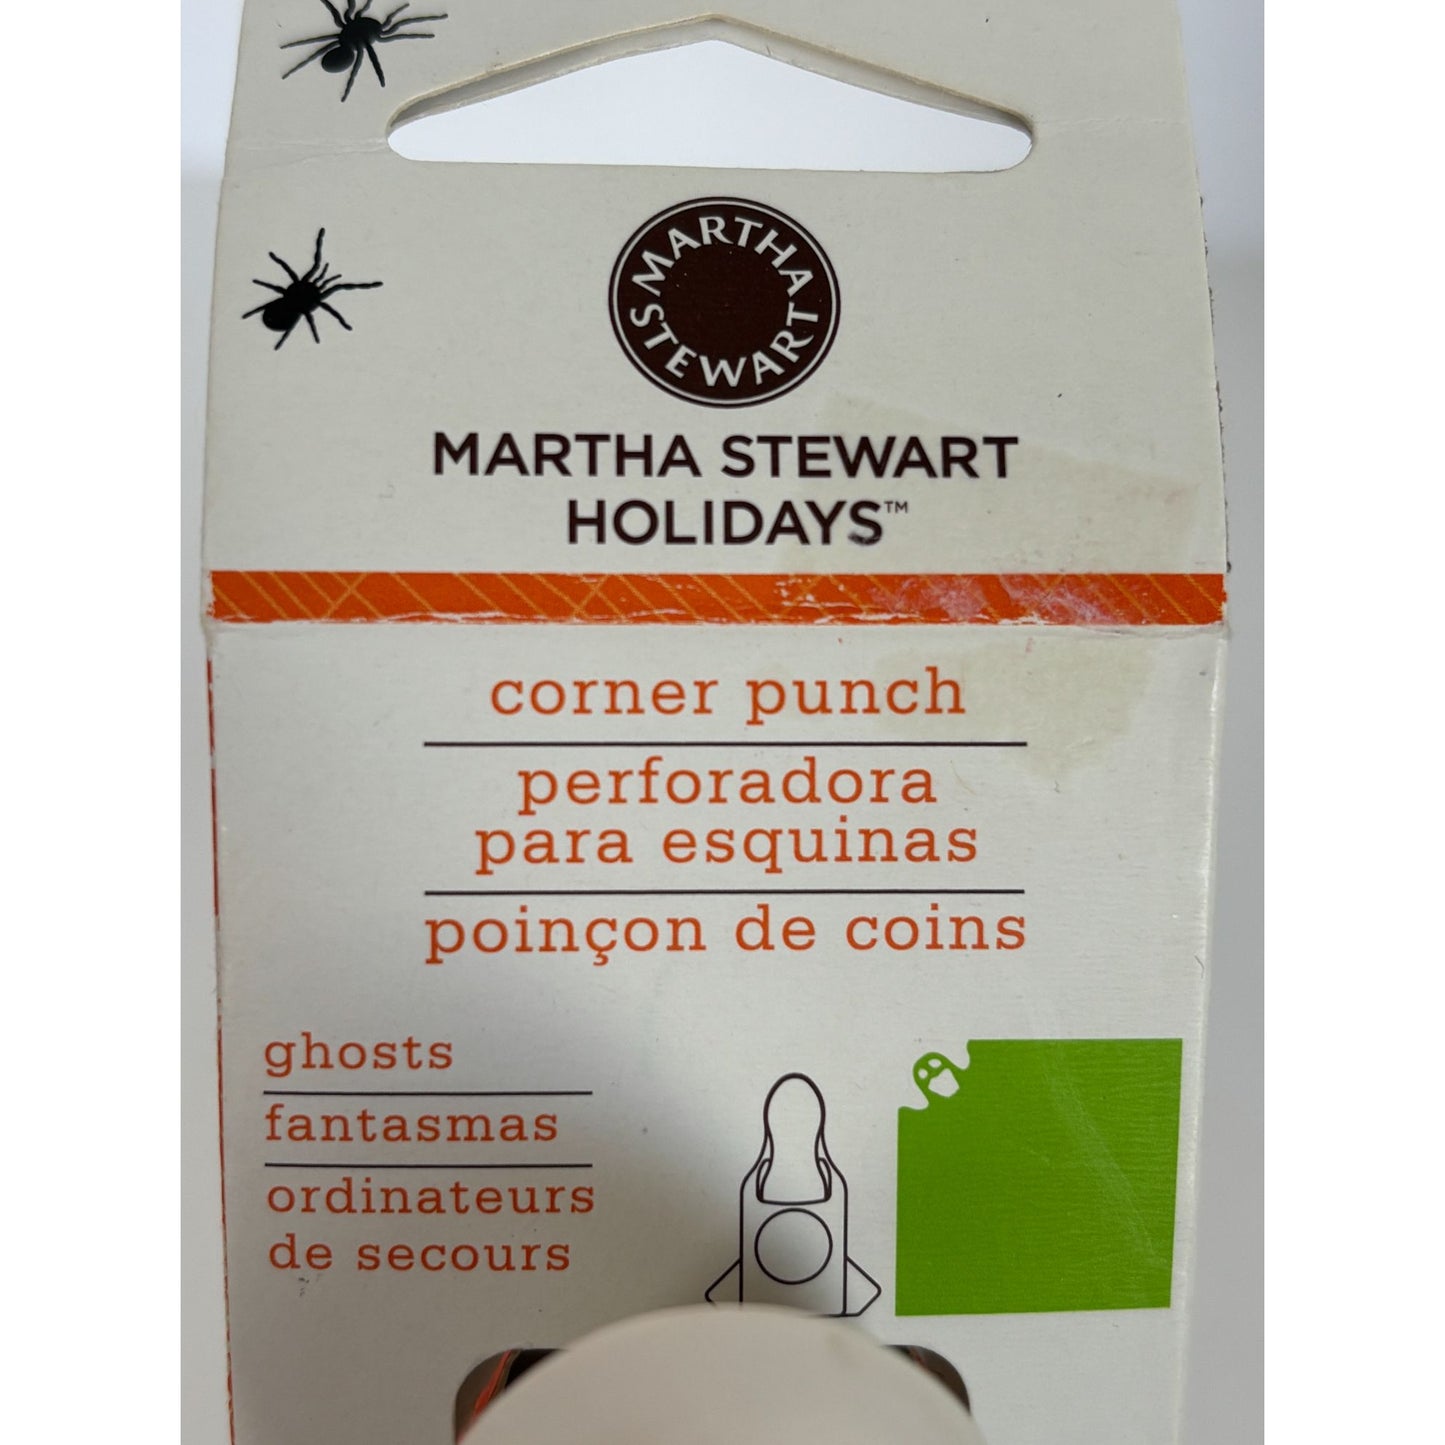 MARTHA
STEWART
MARTHA STEWART
HOLIDAYS™
corner punch
perforadora
para esquinas
poinçon de coins
ghosts
fantasmas
ordinateurs
de secours